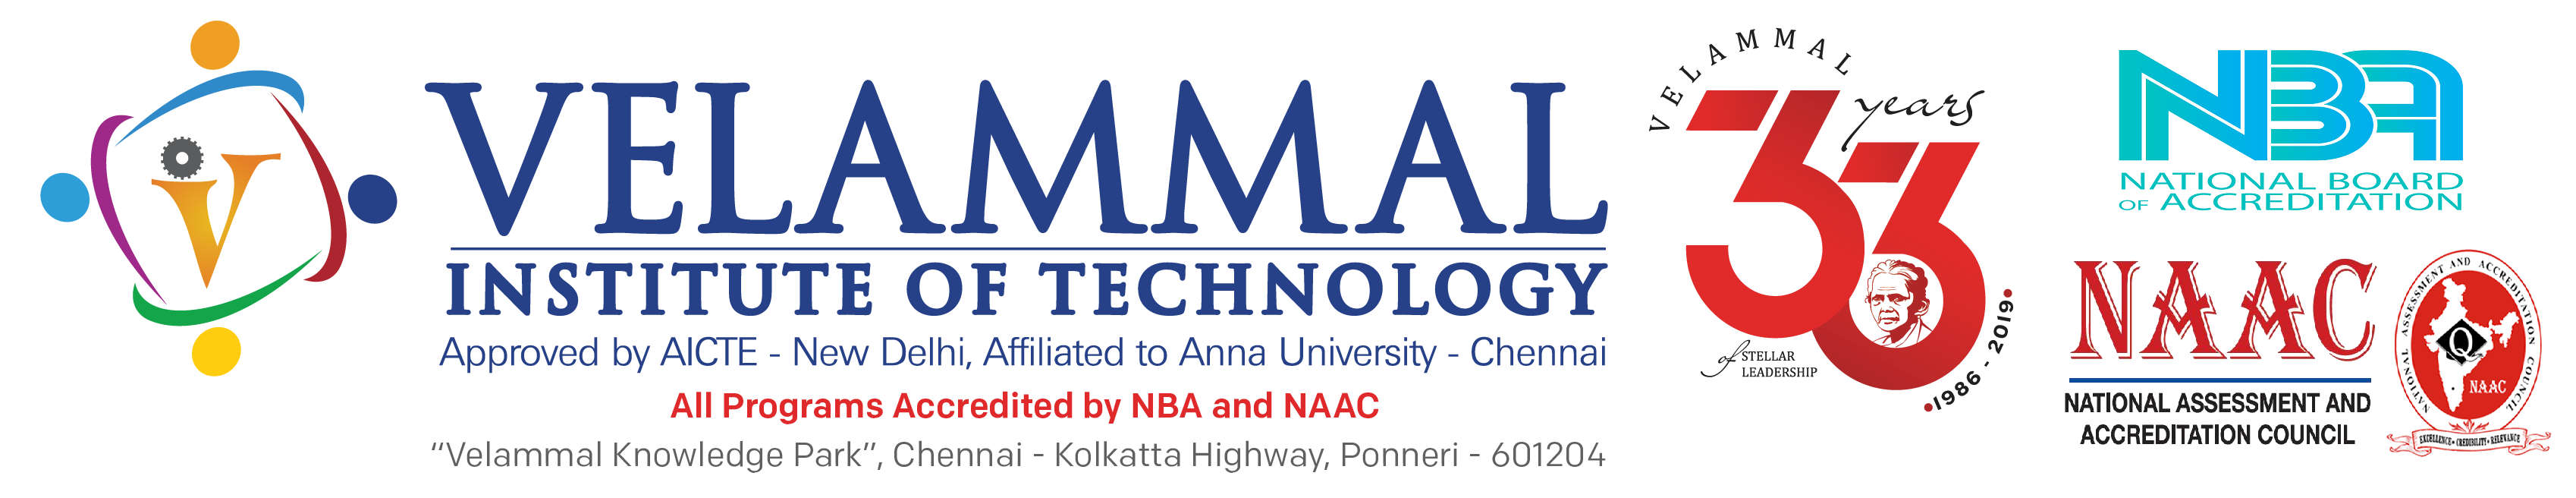 V
VELAMMAL
INSTITUTE OF TECHNOLOGY
Approved by AICTE - New Delhi, Affiliated to Anna University - Chennai
All Programs Accredited by NBA and NAAC
“Velammal Knowledge Park”, Chennai - Kolkatta Highway, Ponneri - 601204
VELAMMAL
33 years
of STELLAR
LEADERSHIP
•1986 - 2019•
NBA
NATIONAL BOARD
OF ACCREDITATION
NAAC
NATIONAL ASSESSMENT AND
ACCREDITATION COUNCIL
NATIONAL ASSESSMENT AND ACCREDITATION COUNCIL
Q
NAAC
EXCELLENCE • CREDIBILITY • RELEVANCE